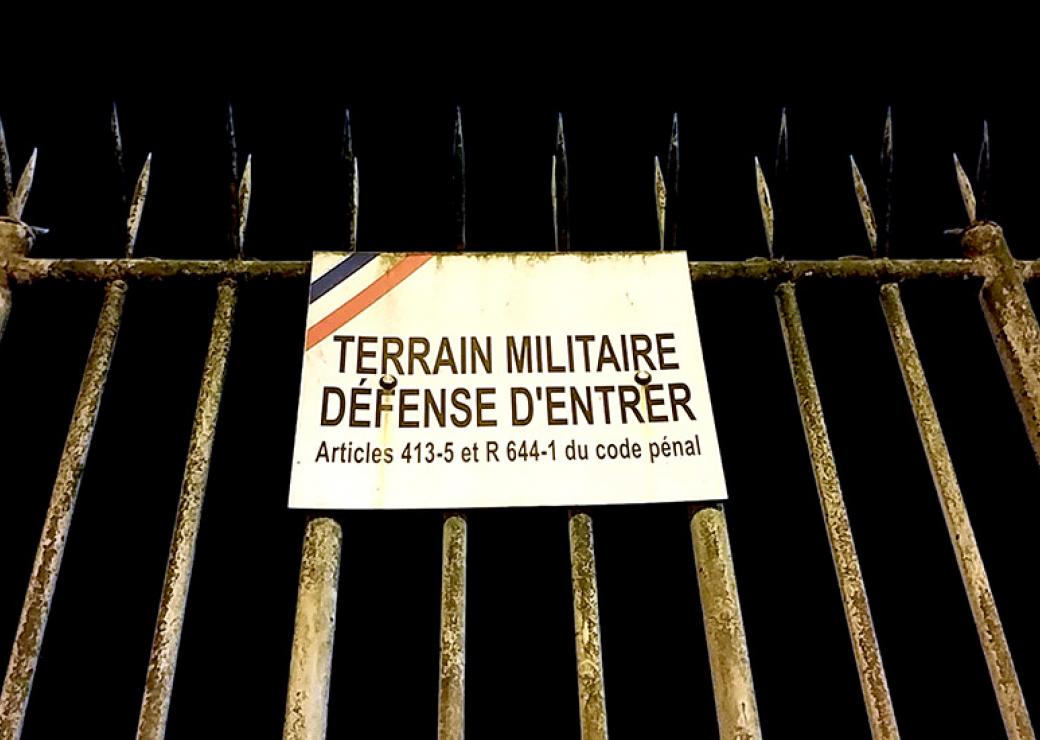 TERRAIN MILITAIRE
DÉFENSE D'ENTRER
Articles 413-5 et R 644-1 du code pénal